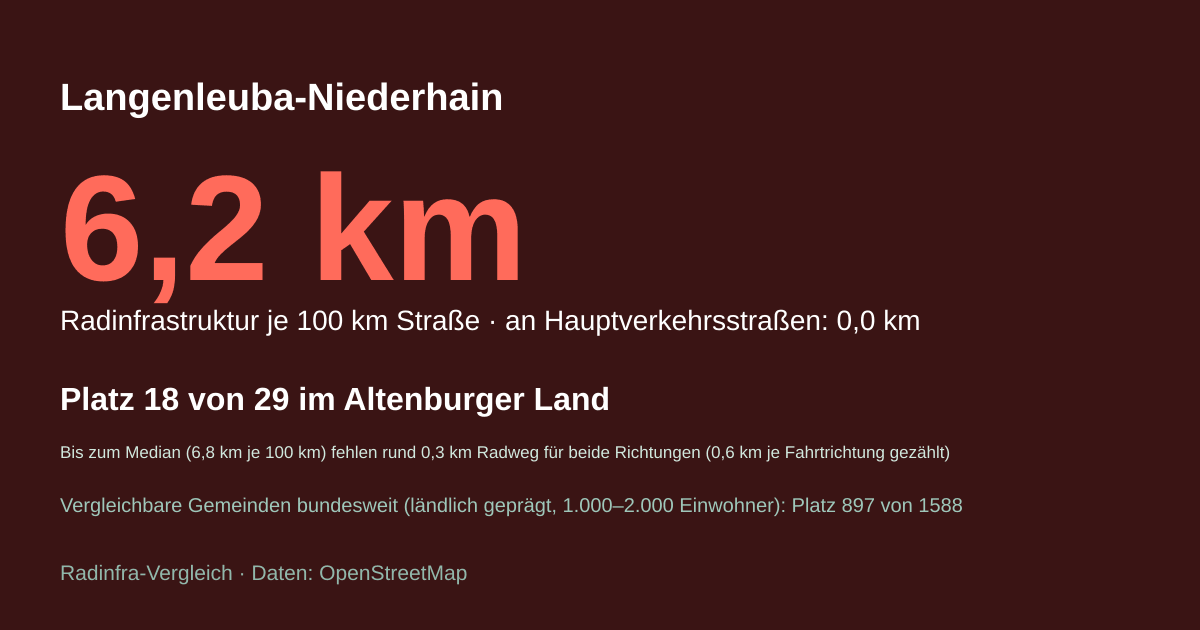 Langenleuba-Niederhain
6,2 km
Radinfrastruktur je 100 km Straße · an Hauptverkehrsstraßen: 0,0 km
Platz 18 von 29 im Altenburger Land
Bis zum Median (6,8 km je 100 km) fehlen rund 0,3 km Radweg für beide Richtungen (0,6 km je Fahrtrichtung gezählt)
Vergleichbare Gemeinden bundesweit (ländlich geprägt, 1.000–2.000 Einwohner): Platz 897 von 1588
Radinfra-Vergleich · Daten: OpenStreetMap